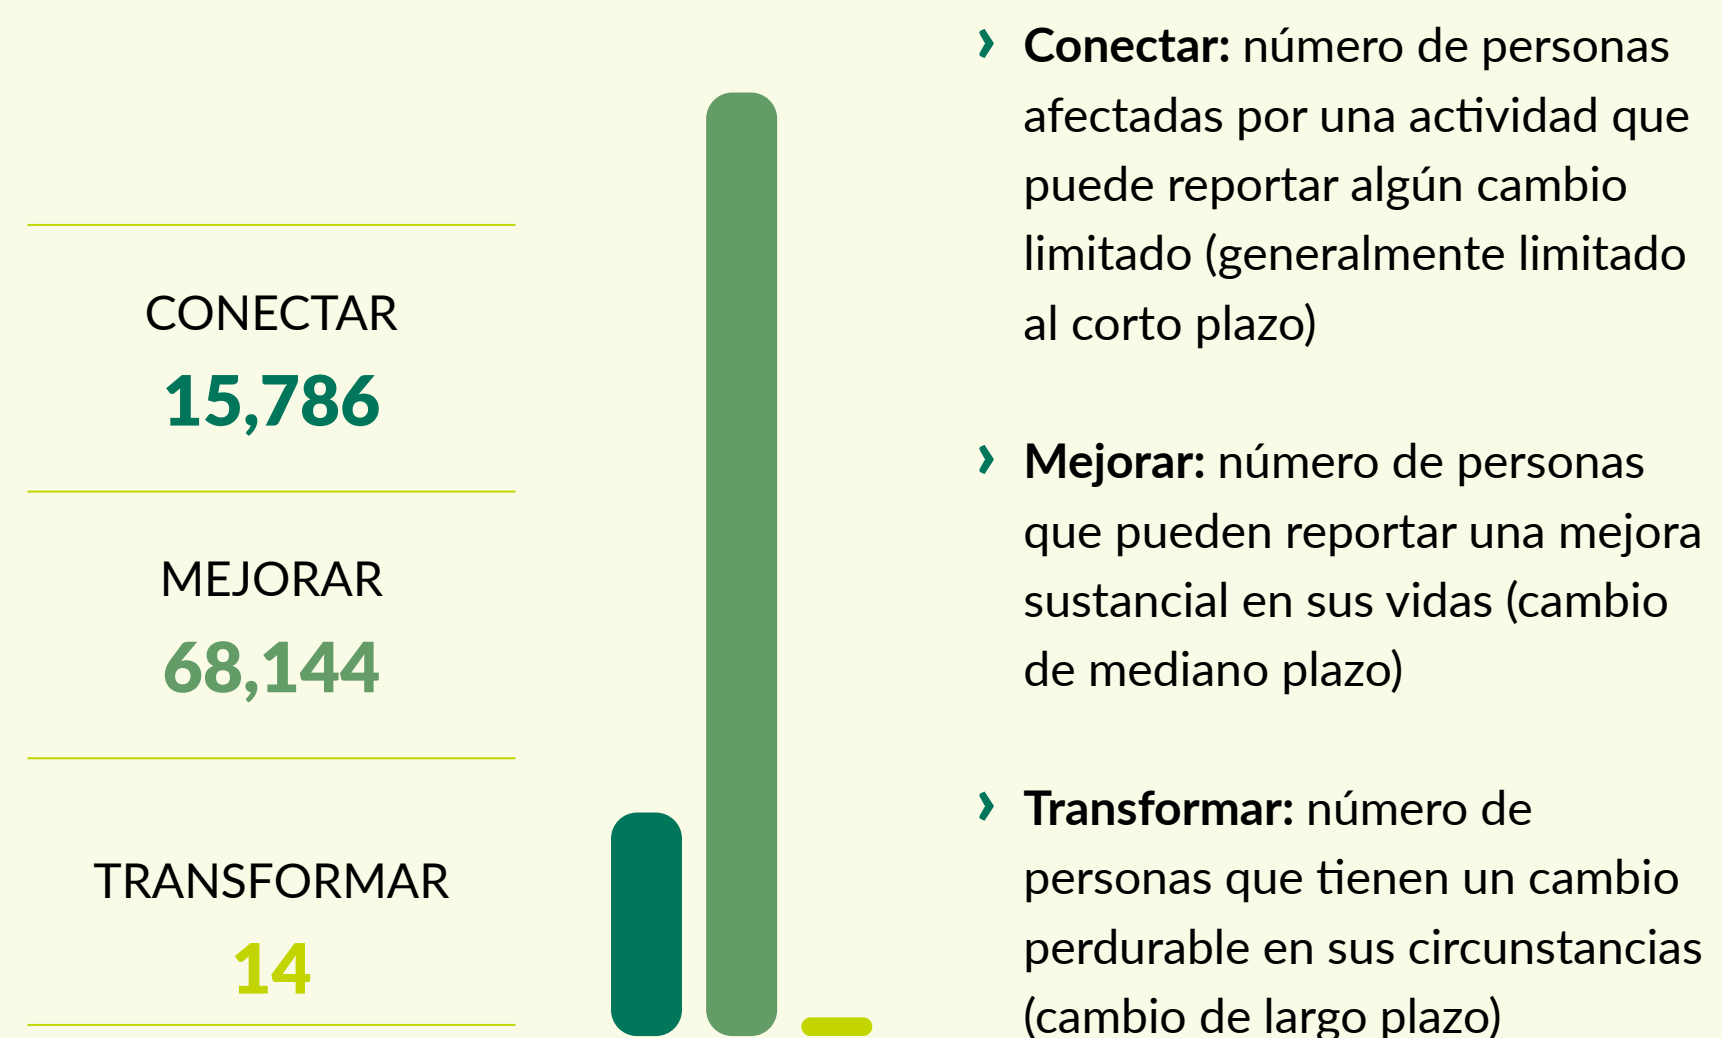 CONECTAR
15,786
MEJORAR
68,144
TRANSFORMAR
14
Conectar: número de personas
afectadas por una actividad que
puede reportar algún cambio
limitado (generalmente limitado
al corto plazo)
Mejorar: número de personas
que pueden reportar una mejora
sustancial en sus vidas (cambio
de mediano plazo)
Transformar: número de
personas que tienen un cambio
perdurable en sus circunstancias
(cambio de largo plazo)